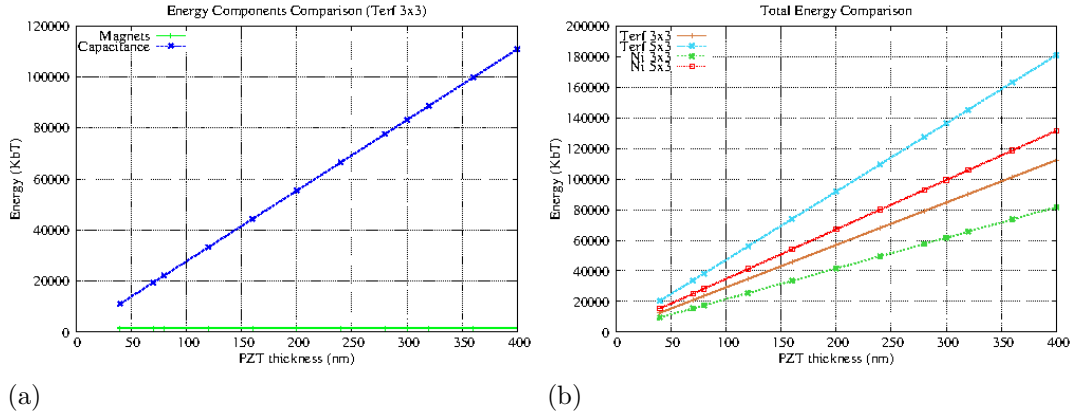 Energy Components Comparison (Terf 3x3)
Magnets
Capacitance
120000
100000
80000
60000
40000
20000
0
Energy (KbT)
0 50 100 150 200 250 300 350 400
PZT thickness (nm)
(a)
Total Energy Comparison
Terf 3x3
Terf 5x3
Ni 3x3
Ni 5x3
200000
180000
160000
140000
120000
100000
80000
60000
40000
20000
0
Energy (KbT)
0 50 100 150 200 250 300 350 400
PZT thickness (nm)
(b)